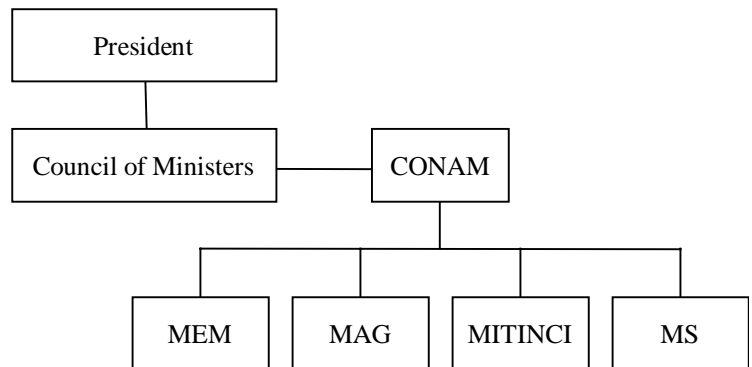 President
Council of Ministers
CONAM
MEM
MAG
MITINCI
MS